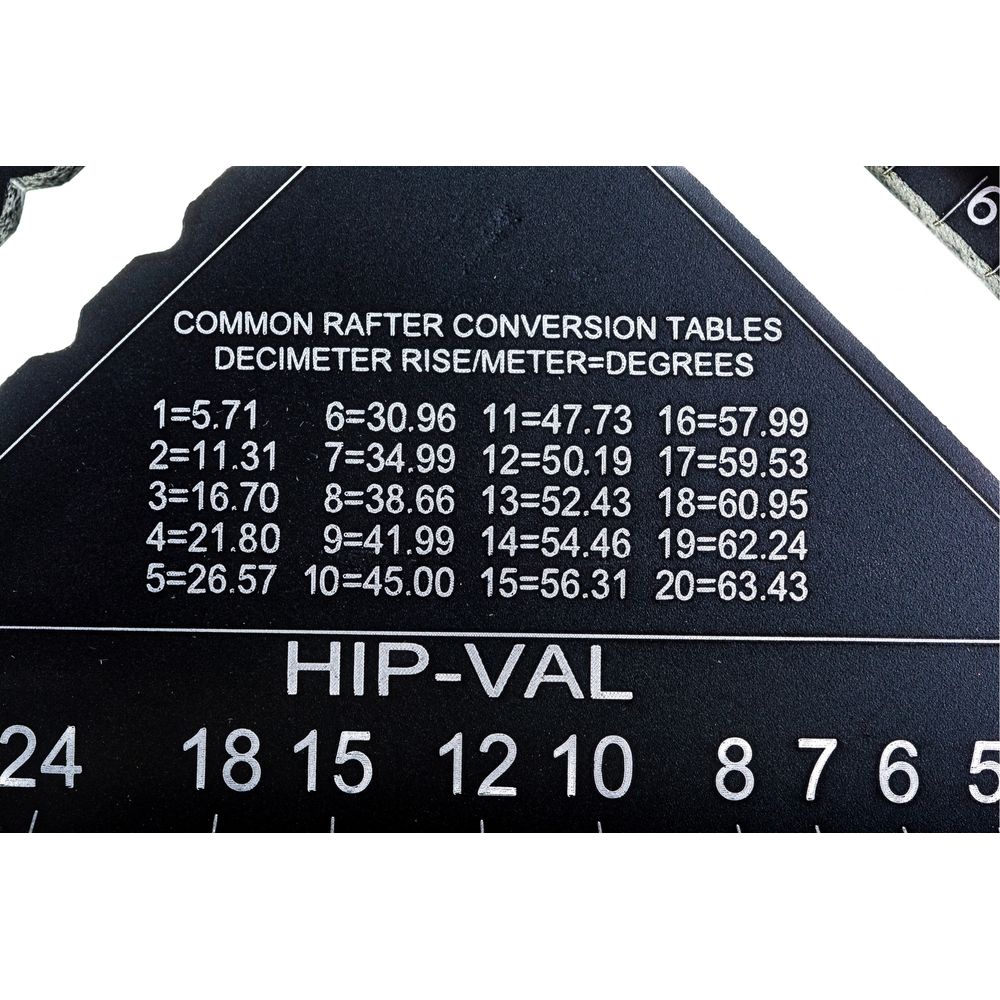 6
COMMON RAFTER CONVERSION TABLES
DECIMETER RISE/METER=DEGREES
1=5.71 6=30.96 11=47.73 16=57.99
2=11.31 7=34.99 12=50.19 17=59.53
3=16.70 8=38.66 13=52.43 18=60.95
4=21.80 9=41.99 14=54.46 19=62.24
5=26.57 10=45.00 15=56.31 20=63.43
HIP-VAL
24 18 15 12 10 8 7 6 5